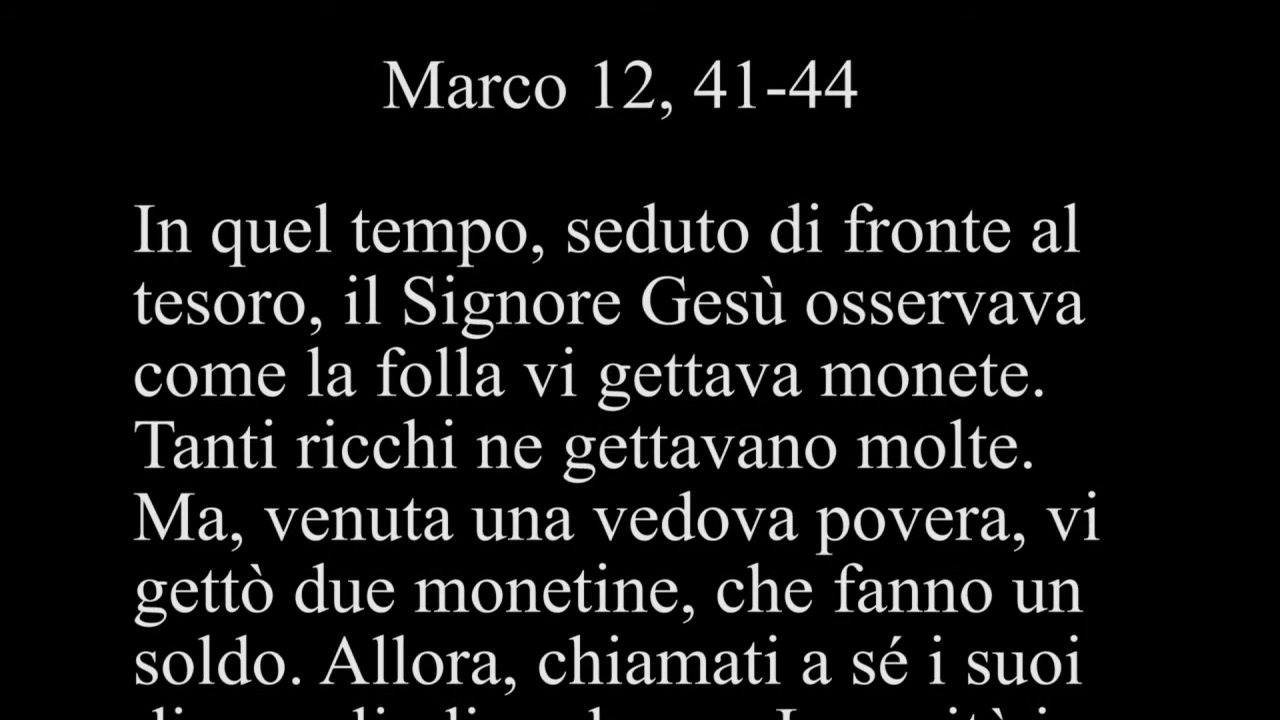 Marco 12, 41-44
In quel tempo, seduto di fronte al
tesoro, il Signore Gesù osservava
come la folla vi gettava monete.
Tanti ricchi ne gettavano molte.
Ma, venuta una vedova povera, vi
gettò due monetine, che fanno un
soldo. Allora, chiamati a sé i suoi